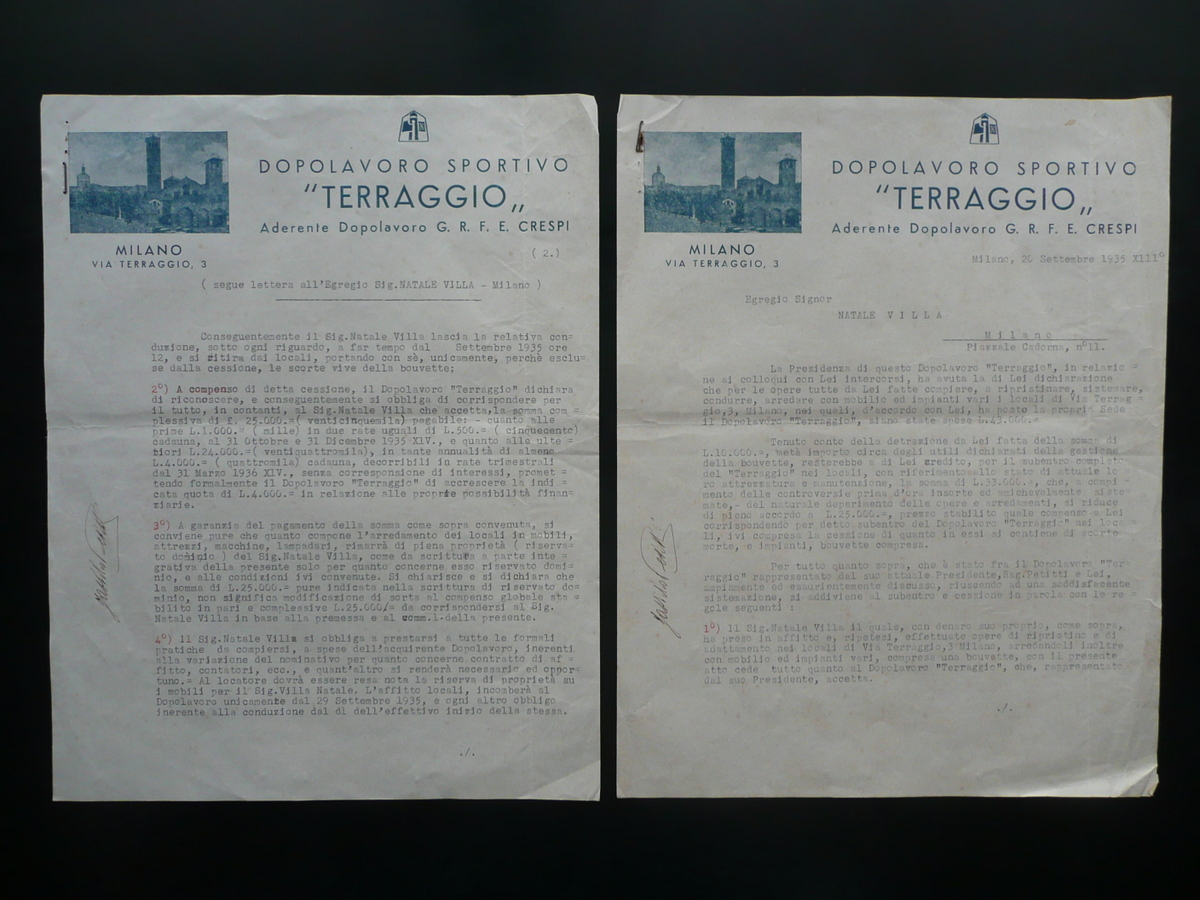 MILANO
VIA TERRAGGIO, 3
DOPOLAVORO SPORTIVO
"TERRAGGIO„
Aderente Dopolavoro G. R. F. E. CRESPI
(2.)
( segue lettera all'Egregio Sig.NATALE VILLA - Milano )
Conseguentemente il Sig.Natale Villa lascia la relativa con=
duzione, sotto ogni riguardo, a far tempo dal Settembre 1935 ore
12, e si ritira dai locali, portando con sè, unicamente, perchè esclu=
se dalla cessione, le scorte vive della bouvette;
2°) A compenso di detta cessione, il Dopolavoro "Terraggio" dichiara
di riconoscere, e conseguentemente si obbliga di corrispondere per
il tutto, in contanti, al Sig.Natale Villa che accetta,la somma com =
plessiva di £. 25.000.=( venticinquemila) pagabile: - quanto alle
prime L.1.000.= ( mille) in due rate uguali di L.500.= ( cinquecento)
cadauna, al 31 Ottobre e 31 Dicembre 1935 XIV., e quanto alle ulte =
riori L.24.000.= ( ventiquattromila), in tante annualità di almeno
L.4.000.= ( quattromila) cadauna, decorribili in rate trimestrali
dal 31 Marzo 1936 XIV., senza corresponsione di interessi, promet =
tendo formalmente il Dopolavoro "Terraggio" di accrescere la indi =
cata quota di L.4.000.= in relazione alle proprie possibilità finan=
ziarie.
3°) A garanzia del pagamento della somma come sopra convenuta, si
conviene pure che quanto compone l'arredamento dei locali in mobili,
attrezzi, macchine, lampadari, rimarrà di piena proprietà ( riserva=
to dominio ) del Sig.Natale Villa, come da scrittura a parte inte =
grativa della presente solo per quanto concerne esso riservato domi=
nio, e alle condizioni ivi convenute. Si chiarisce e si dichiara che
la somma di L.25.000.= pure indicata nella scrittura di riservato do=
minio, non significa modificazione di sorta al compenso globale sta =
bilito in pari e complessive L.25.000/= da corrispondersi al Sig.
Natale Villa in base alla premessa e al comm.1-della presente.
4°) il Sig.Natale Villa si obbliga a prestarsi a tutte le formali
pratiche da compiersi, a spese dell'acquirente Dopolavoro, inerenti
alla variazione del nominativo per quanto concerne contratto di af =
fitto, contatori, ecc., e quant'altro si renderà necessario ed oppor=
tuno.= Al locatore dovrà essere resa nota la riserva di proprietà su
i mobili per il Sig.Villa Natale. L'affitto locali, incomberà al
Dopolavoro unicamente dal 29 Settembre 1935, e ogni altro obbligo
inerente alla conduzione dal dì dell'effettivo inizio della stessa.
./.
MILANO
VIA TERRAGGIO, 3
DOPOLAVORO SPORTIVO
"TERRAGGIO„
Aderente Dopolavoro G. R. F. E. CRESPI
Milano, 20 Settembre 1935 XIII°
Egregio Signor
NATALE VILLA
Milano
Piazzale Cadorna, n°11.
La Presidenza di questo Dopolavoro "Terraggio", in relazio =
ne ai colloqui con Lei intercorsi, ha avuta la di Lei dichiarazione
che per le opere tutte da Lei fatte compiere, a ripristinare, sistemare,
condurre, arredare con mobilio ed impianti vari i locali di Via Terrag =
gio,3, Milano, nei quali, d'accordo con Lei, ha posto la propria Sede
il Dopolavoro "Terraggio", siano state spese L.43.000.=
Tenuto conto della detrazione da Lei fatta della somma di
L.10.000.=, metà importo circa degli utili dichiarati della gestione
della bouvette, resterebbe a di Lei credito, per il subentro completo
del "Terraggio" nei locali, con riferimento allo stato di attuale lo
ro attrezzatura e manutenzione, la somma di L.33.000.=, che, a compi =
mento delle controversie prima d'ora insorte ed amichevolmente siste=
mate,- del naturale deperimento delle opere e arredamenti, si riduce
di pieno accordo a L.25.000.=, prezzo stabilito quale compenso a Lei
corrispondendo per detto subentro del Dopolavoro "Terraggio" nei loca=
li, ivi compresa la cessione di quanto in essi si contiene di scorte
morte, e impianti, bouvette compresa.
Per tutto quanto sopra, che è stato fra il Dopolavoro "Ter=
raggio" rappresentato dal suo attuale Presidente,Rag.Petitti e Lei,
ampiamente ed esaurientemente discusso, riuscendo ad una soddisfacente
sistemazione, si addiviene al subentro e cessione in parola con le re =
gole seguenti :
1°) Il Sig.Natale Villa il quale, con denaro suo proprio, come sopra,
ha preso in affitto e, ripetesi, effettuate opere di ripristino e di
adattamento nei locali di Via Terraggio,3 Milano, arredandoli inoltre
con mobilio ed impianti vari, compresa una bouvette, con il presente
atto cede tutto quanto al Dopolavoro "Terraggio", che, rappresentato
dal suo Presidente, accetta.
./.